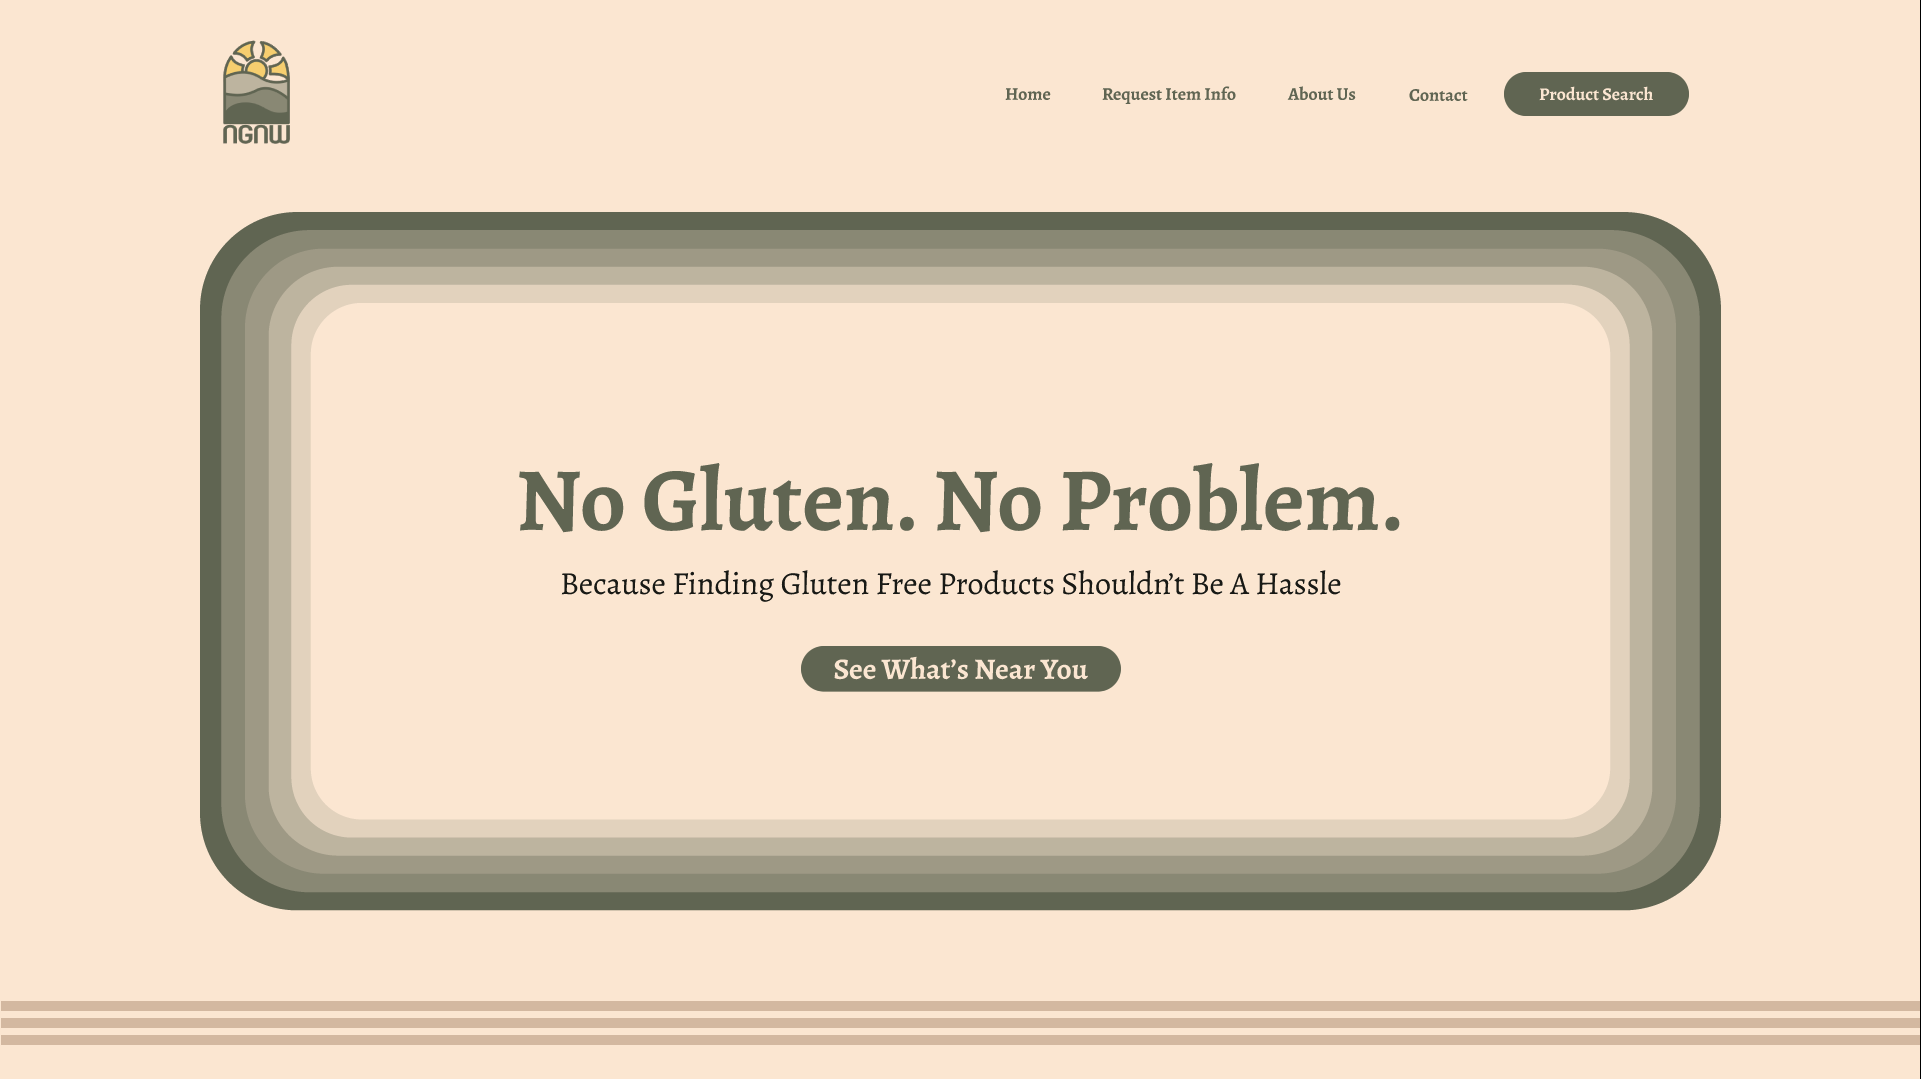 NGNW
Home
Request Item Info
About Us
Contact
Product Search
No Gluten. No Problem.
Because Finding Gluten Free Products Shouldn’t Be A Hassle
See What’s Near You